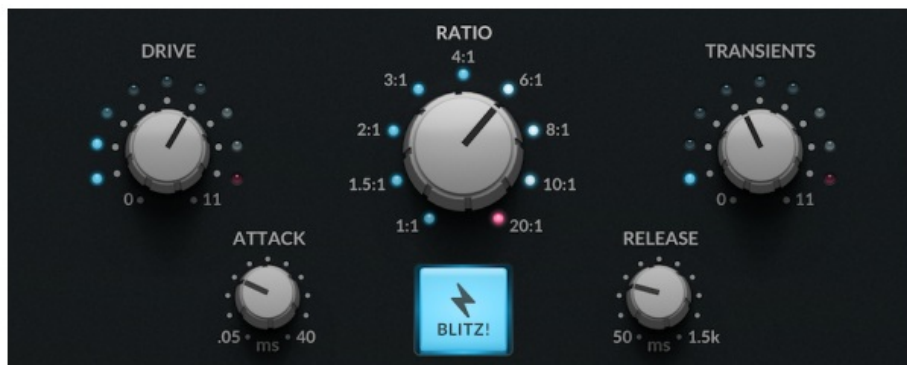 DRIVE
0 11
RATIO
1:1
1.5:1
2:1
3:1
4:1
6:1
8:1
10:1
20:1
TRANSIENTS
0 11
ATTACK
.05 ms 40
BLITZ!
RELEASE
50 ms 1.5k